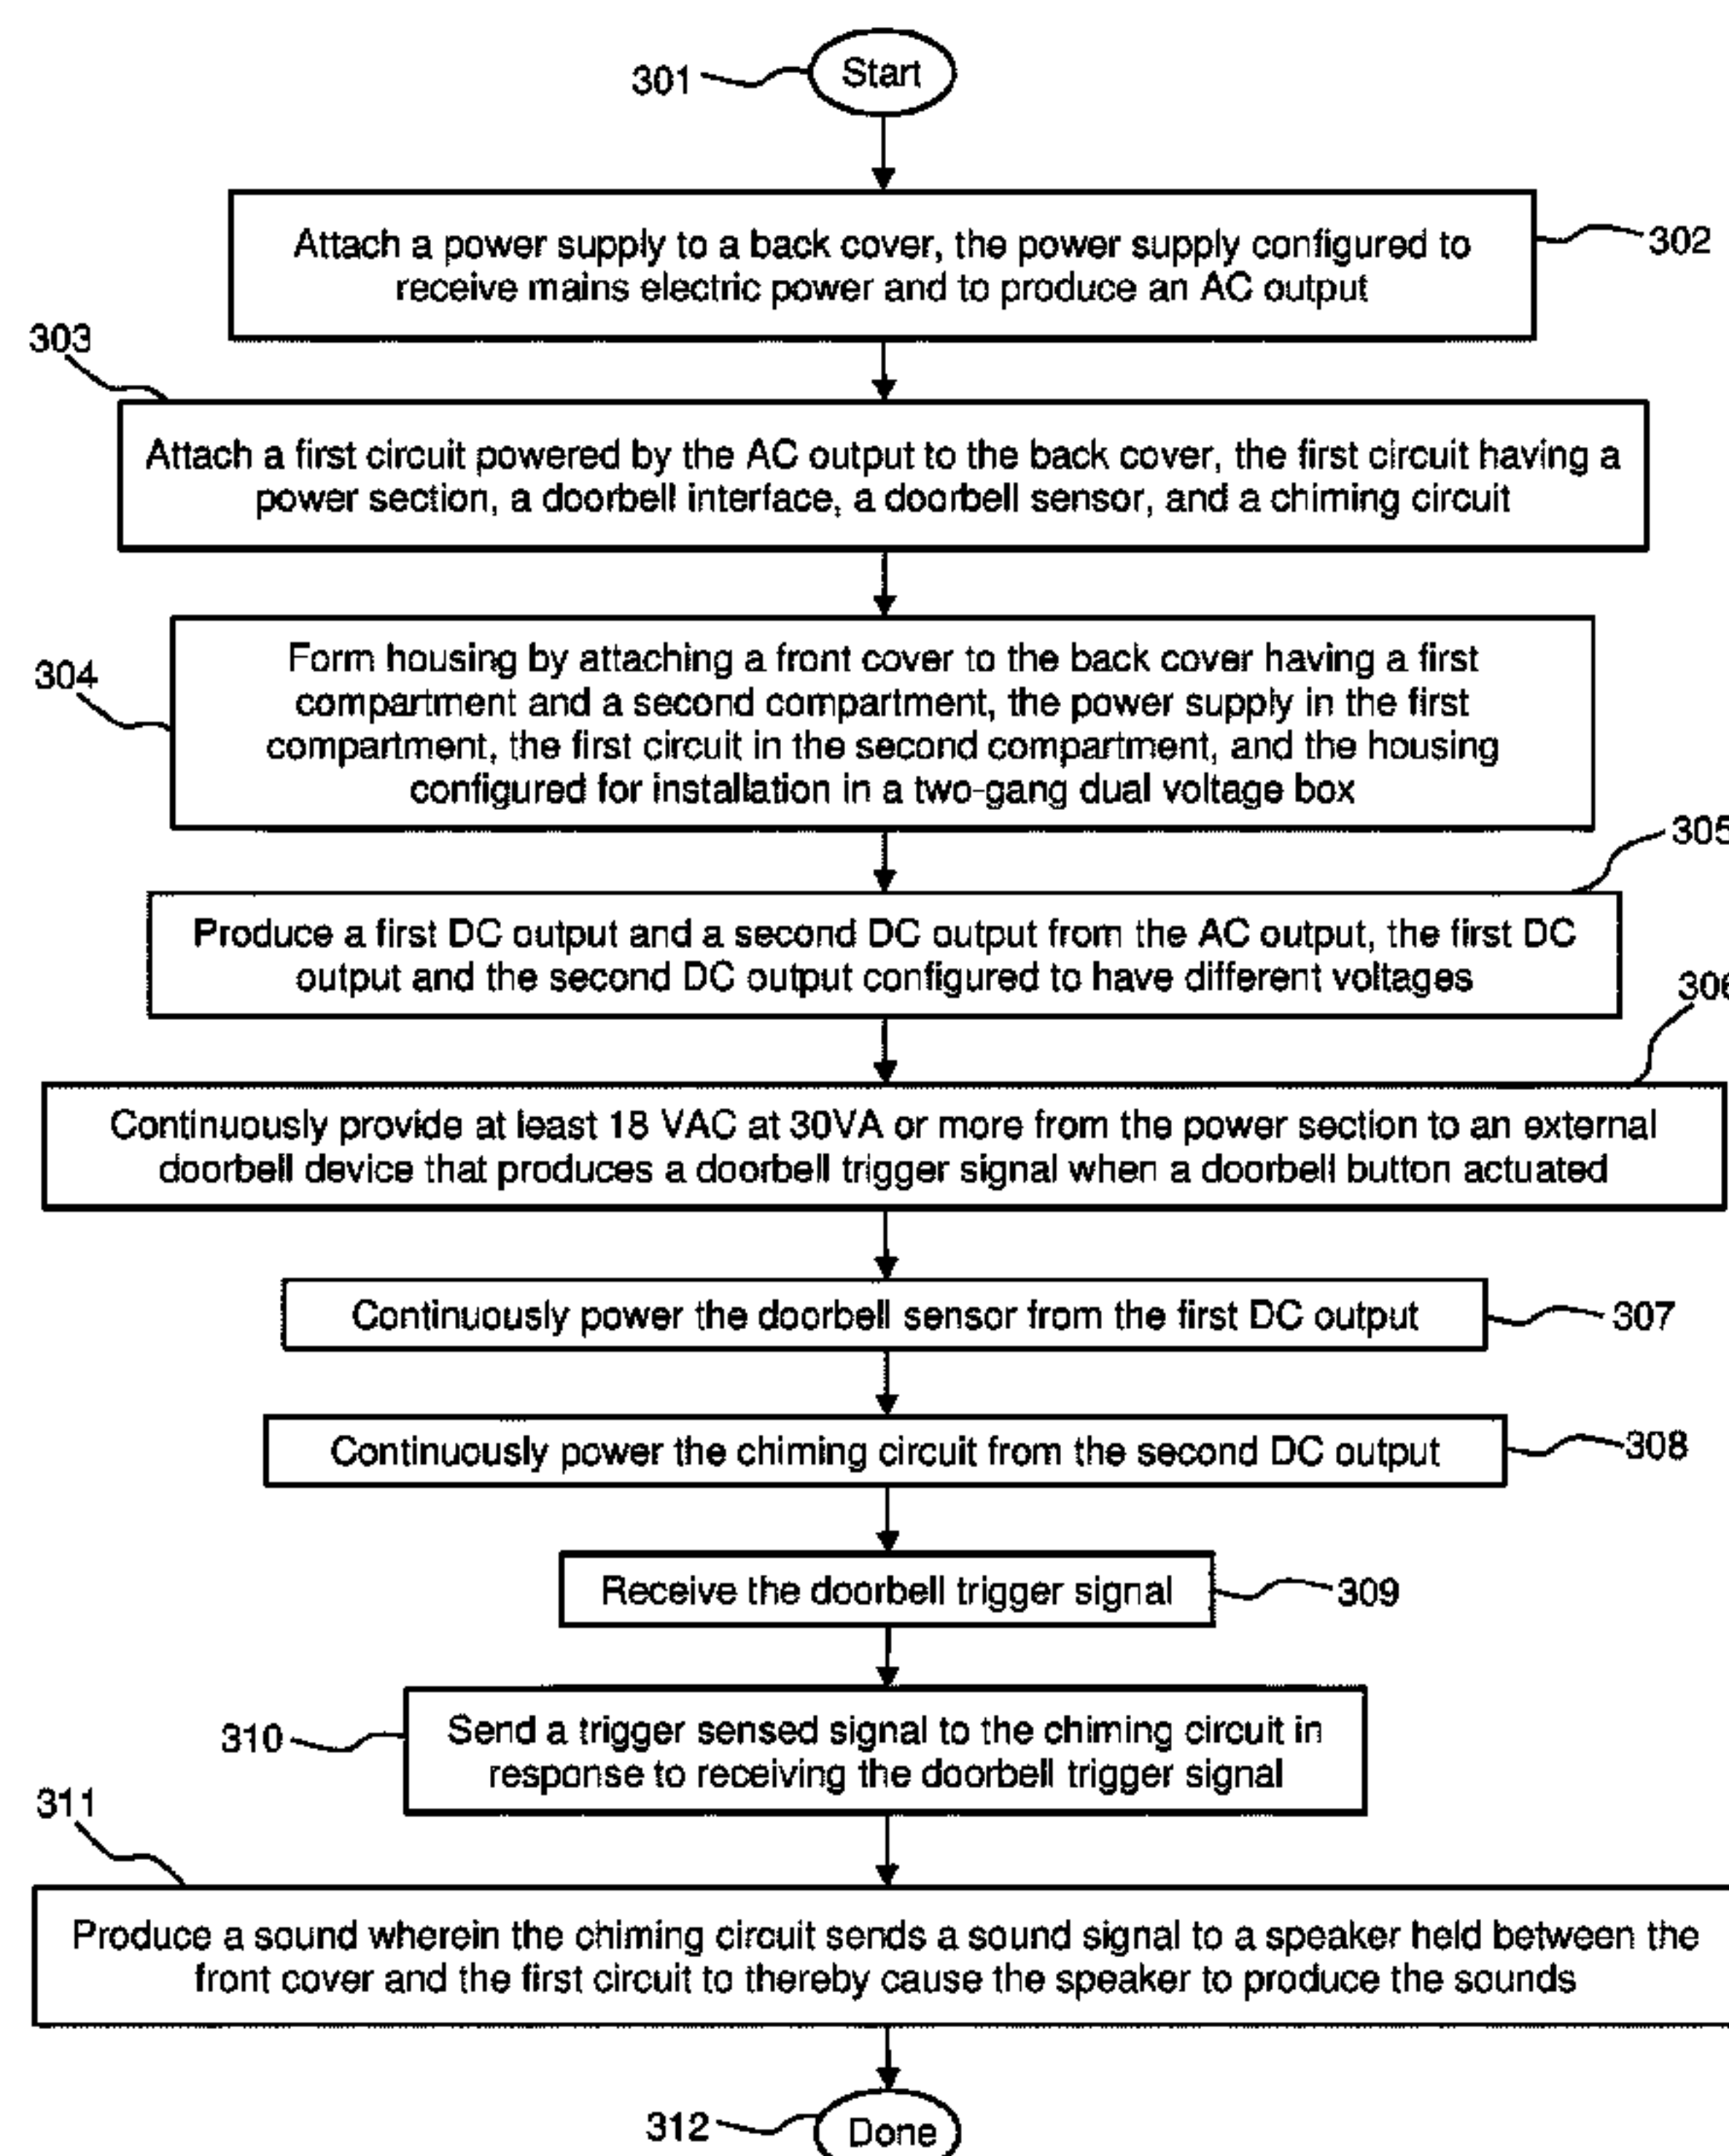 301
Start
Attach a power supply to a back cover, the power supply configured to
receive mains electric power and to produce an AC output
302
303
Attach a first circuit powered by the AC output to the back cover, the first circuit having a
power section, a doorbell interface, a doorbell sensor, and a chiming circuit
304
Form housing by attaching a front cover to the back cover having a first
compartment and a second compartment, the power supply in the first
compartment, the first circuit in the second compartment, and the housing
configured for installation in a two-gang dual voltage box
305
Produce a first DC output and a second DC output from the AC output, the first DC
output and the second DC output configured to have different voltages
306
Continuously provide at least 18 VAC at 30VA or more from the power section to an external
doorbell device that produces a doorbell trigger signal when a doorbell button actuated
Continuously power the doorbell sensor from the first DC output
307
Continuously power the chiming circuit from the second DC output
308
Receive the doorbell trigger signal
309
310
Send a trigger sensed signal to the chiming circuit in
response to receiving the doorbell trigger signal
311
Produce a sound wherein the chiming circuit sends a sound signal to a speaker held between the
front cover and the first circuit to thereby cause the speaker to produce the sounds
312
Done